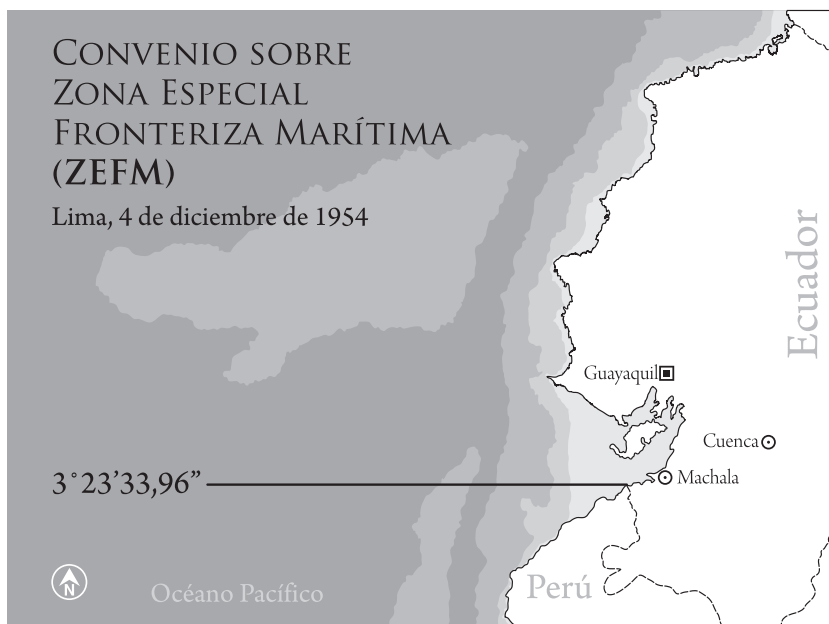 Convenio sobre
Zona Especial
Fronteriza Marítima
(ZEFM)
Lima, 4 de diciembre de 1954
Ecuador
Guayaquil
Cuenca
Machala
3°23’33,96”
N
Océano Pacífico
Perú